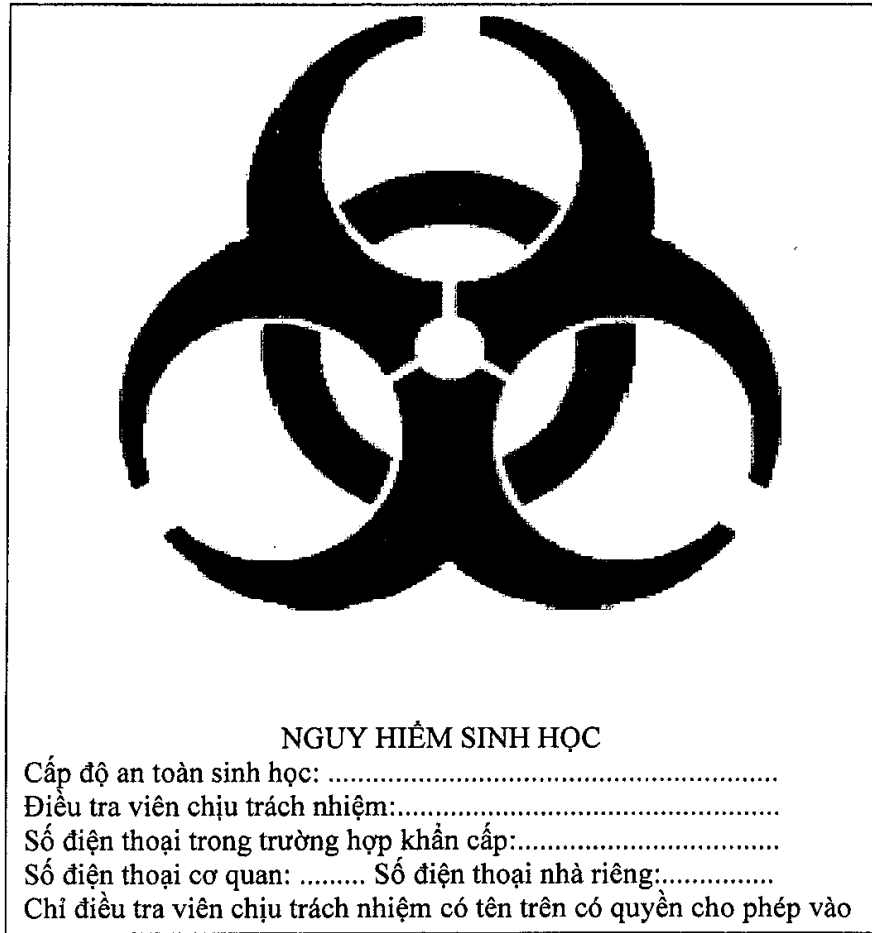 NGUY HIỂM SINH HỌC
Cấp độ an toàn sinh học: .............................................................
Điều tra viên chịu trách nhiệm:....................................................
Số điện thoại trong trường hợp khẩn cấp:...................................
Số điện thoại cơ quan: ......... Số điện thoại nhà riêng:...............
Chỉ điều tra viên chịu trách nhiệm có tên trên có quyền cho phép vào